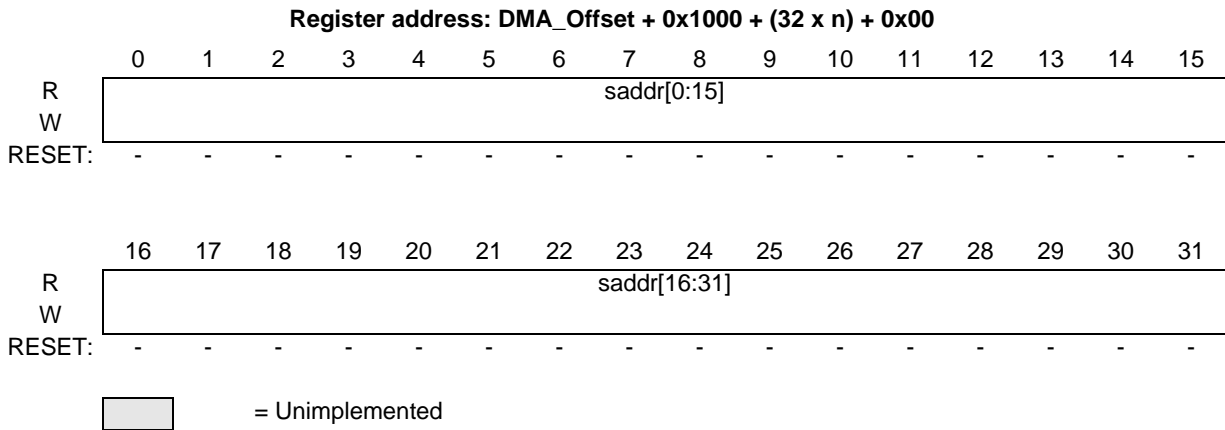 Register address: DMA_Offset + 0x1000 + (32 x n) + 0x00
0 1 2 3 4 5 6 7 8 9 10 11 12 13 14 15
R saddr[0:15]
W
RESET: - - - - - - - - - - - - - - - -
16 17 18 19 20 21 22 23 24 25 26 27 28 29 30 31
R saddr[16:31]
W
RESET: - - - - - - - - - - - - - - - -
= Unimplemented